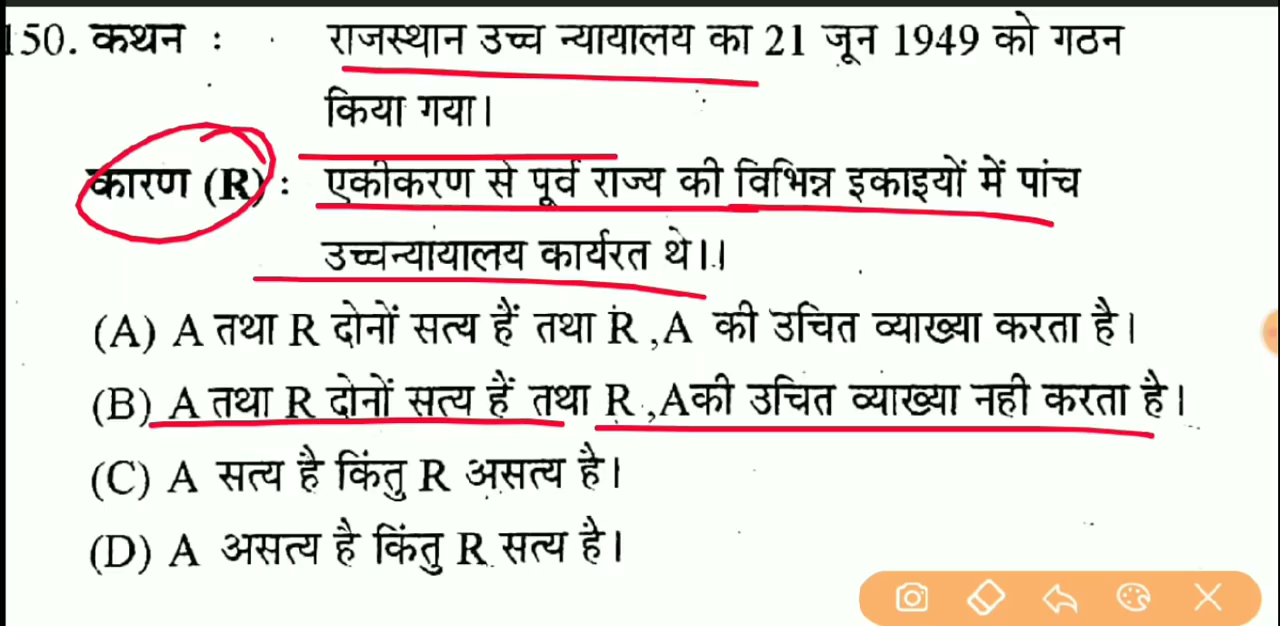 150. कथन : राजस्थान उच्च न्यायालय का 21 जून 1949 को गठन
किया गया।
कारण (R) : एकीकरण से पूर्व राज्य की विभिन्न इकाइयों में पांच
उच्चन्यायालय कार्यरत थे।।
(A) A तथा R दोनों सत्य हैं तथा R ,A की उचित व्याख्या करता है।
(B) A तथा R दोनों सत्य हैं तथा R ,Aकी उचित व्याख्या नही करता है।
(C) A सत्य है किंतु R असत्य है।
(D) A असत्य है किंतु R सत्य है।